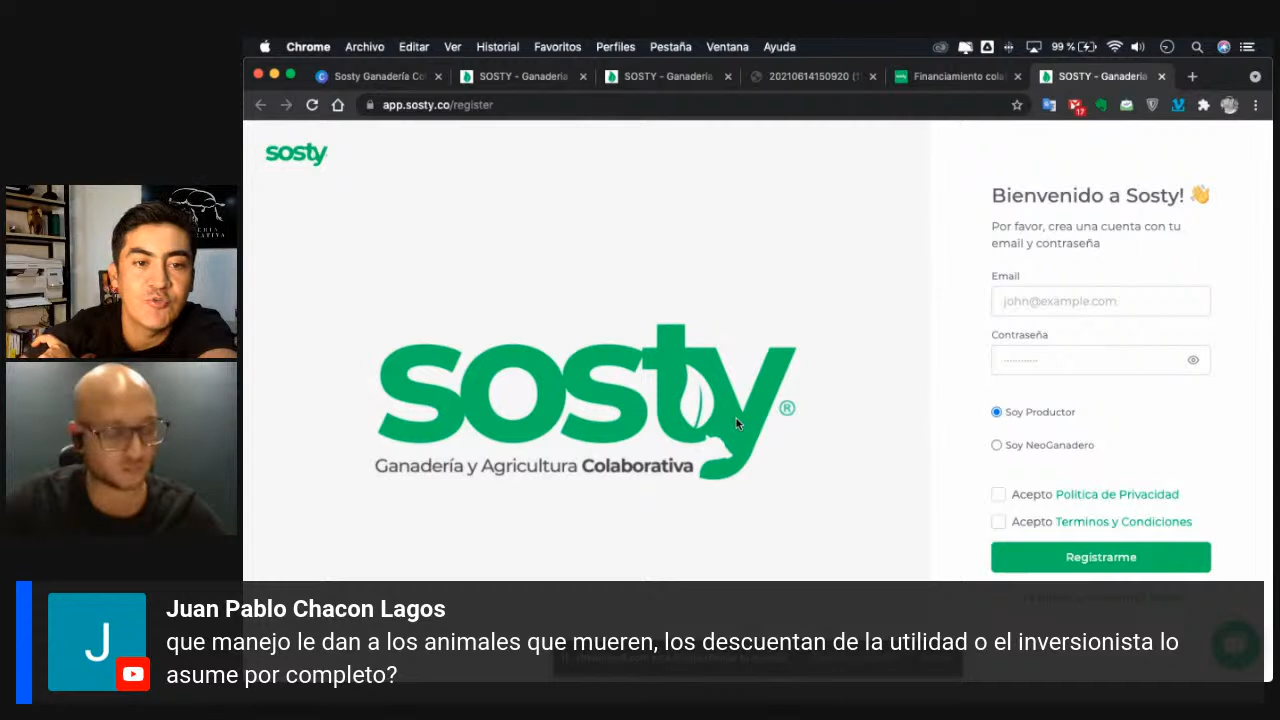 Chrome Archivo Editar Ver Historial Favoritos Perfiles Pestaña Ventana Ayuda 99 %
Sosty Ganadería Co
SOSTY - Ganadería
SOSTY - Ganadería
20210614150920 (1
Financiamiento cola
SOSTY - Ganadería
app.sosty.co/register
17
sosty
Bienvenido a Sosty! 👋
Por favor, crea una cuenta con tu
email y contraseña
Email
john@example.com
Contraseña
Soy Productor
Soy NeoGanadero
Acepto Politica de Privacidad
Acepto Terminos y Condiciones
Registrarme
sosty®
Ganadería y Agricultura Colaborativa
J
Juan Pablo Chacon Lagos
que manejo le dan a los animales que mueren, los descuentan de la utilidad o el inversionista lo
asume por completo?